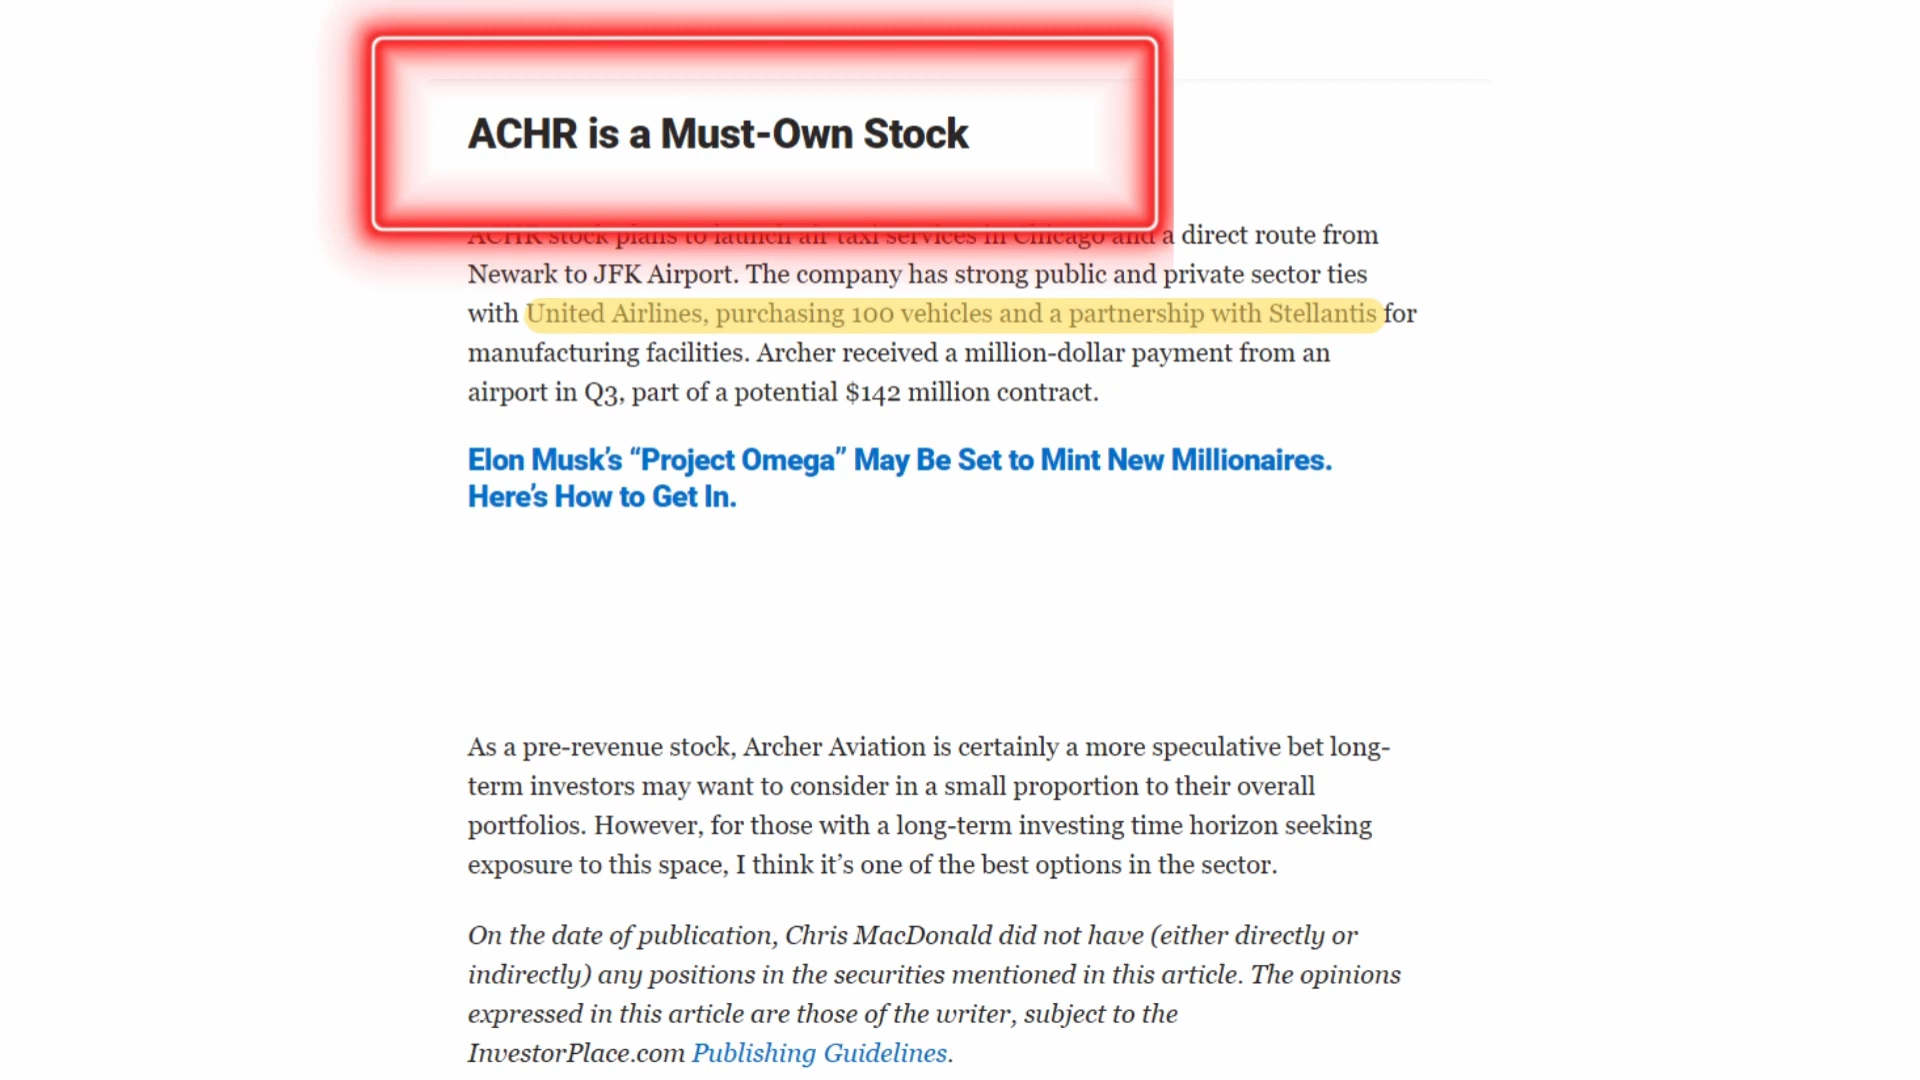 ACHR is a Must-Own Stock
ACHR stock plans to launch air taxi services in Chicago and a direct route from
Newark to JFK Airport. The company has strong public and private sector ties
with United Airlines, purchasing 100 vehicles and a partnership with Stellantis for
manufacturing facilities. Archer received a million-dollar payment from an
airport in Q3, part of a potential $142 million contract.
Elon Musk’s “Project Omega” May Be Set to Mint New Millionaires.
Here’s How to Get In.
As a pre-revenue stock, Archer Aviation is certainly a more speculative bet long-
term investors may want to consider in a small proportion to their overall
portfolios. However, for those with a long-term investing time horizon seeking
exposure to this space, I think it’s one of the best options in the sector.
On the date of publication, Chris MacDonald did not have (either directly or
indirectly) any positions in the securities mentioned in this article. The opinions
expressed in this article are those of the writer, subject to the
InvestorPlace.com Publishing Guidelines.